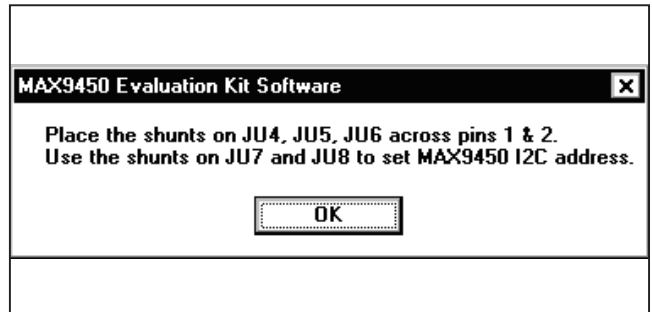 MAX9450 Evaluation Kit Software
Place the shunts on JU4, JU5, JU6 across pins 1 & 2.
Use the shunts on JU7 and JU8 to set MAX9450 I2C address.
OK